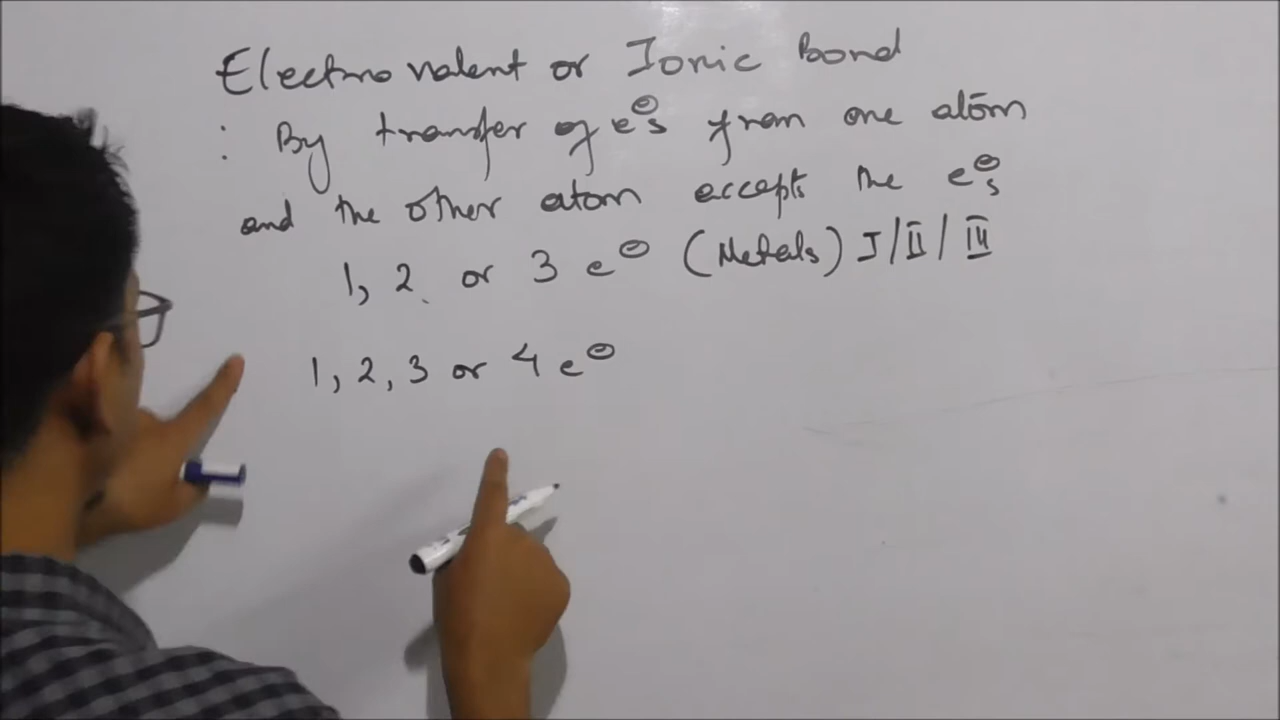 Electrovalent or Ionic Bond
: By transfer of e⊖s from one atom
and the other atom accepts the e⊖s
1, 2 or 3 e⊖ (Metals) I/II/III
1, 2, 3 or 4 e⊖